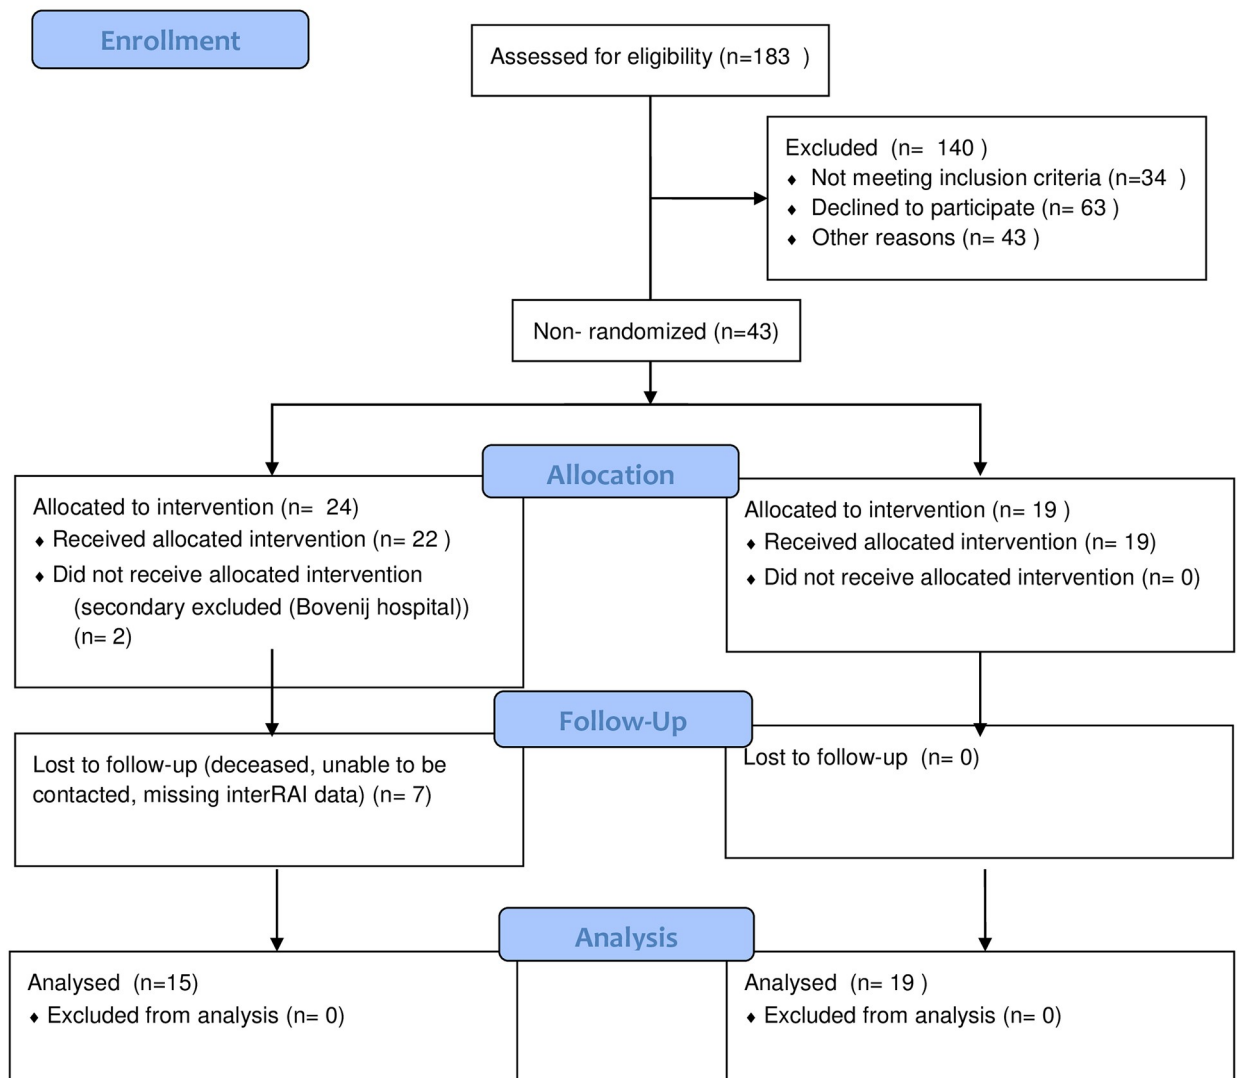 Enrollment
Assessed for eligibility (n=183 )
Excluded (n= 140 )
♦ Not meeting inclusion criteria (n=34 )
♦ Declined to participate (n= 63 )
♦ Other reasons (n= 43 )
Non- randomized (n=43)
Allocation
Allocated to intervention (n= 24)
♦ Received allocated intervention (n= 22 )
♦ Did not receive allocated intervention
(secondary excluded (Bovenij hospital))
(n= 2)
Allocated to intervention (n= 19 )
♦ Received allocated intervention (n= 19)
♦ Did not receive allocated intervention (n= 0)
Follow-Up
Lost to follow-up (deceased, unable to be
contacted, missing interRAI data) (n= 7)
Lost to follow-up (n= 0)
Analysis
Analysed (n=15)
♦ Excluded from analysis (n= 0)
Analysed (n= 19 )
♦ Excluded from analysis (n= 0)